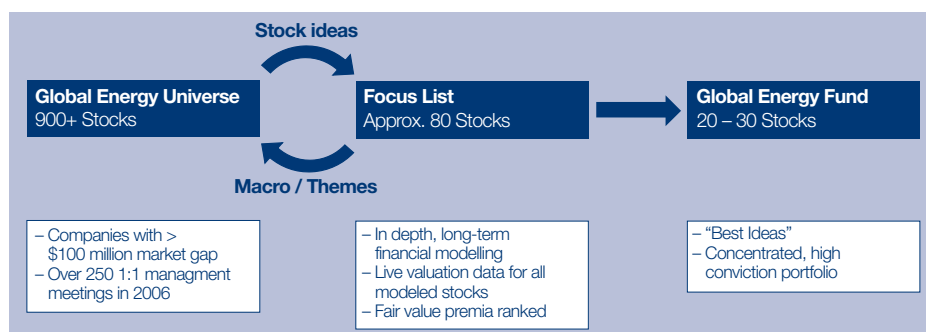 Stock ideas
Global Energy Universe
900+ Stocks
Focus List
Approx. 80 Stocks
Global Energy Fund
20 – 30 Stocks
Macro / Themes
– Companies with >
$100 million market gap
– Over 250 1:1 managment
meetings in 2006
– In depth, long-term
financial modelling
– Live valuation data for all
modeled stocks
– Fair value premia ranked
– “Best Ideas”
– Concentrated, high
conviction portfolio